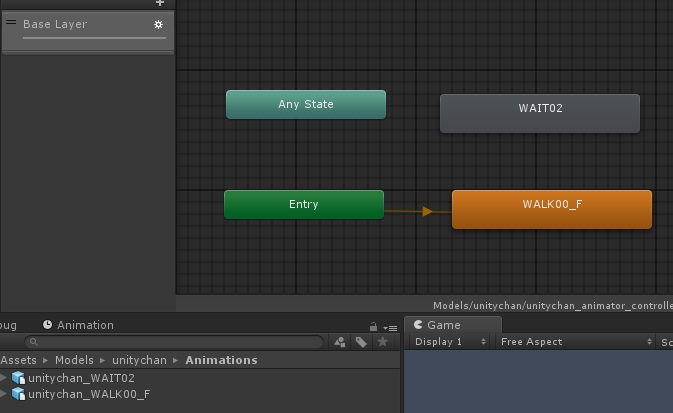 Base Layer
Any State
WAIT02
Entry
WALK00_F
Models/unitychan/unitychan_animator_controlle
Animation
Game
Display 1
Free Aspect
Sc
Assets ▸ Models ▸ unitychan ▸ Animations
unitychan_WAIT02
unitychan_WALK00_F